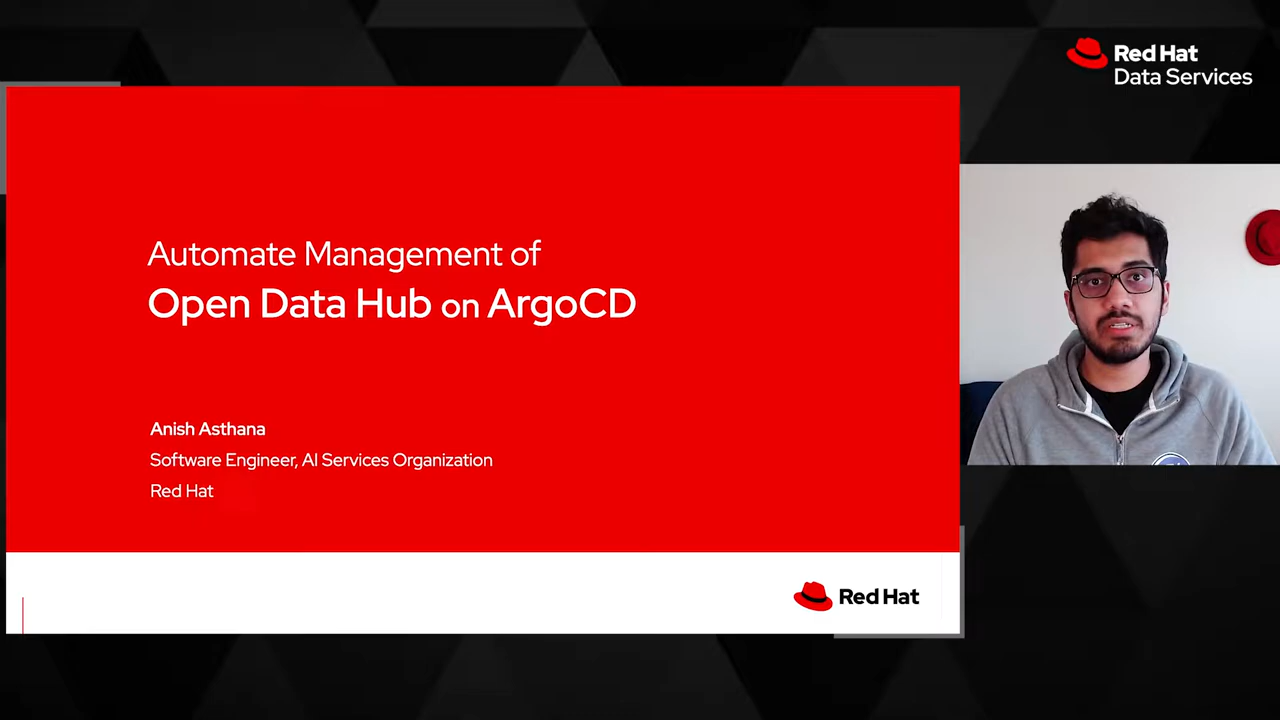 Red Hat
Data Services
Automate Management of
Open Data Hub on ArgoCD
Anish Asthana
Software Engineer, AI Services Organization
Red Hat
Red Hat